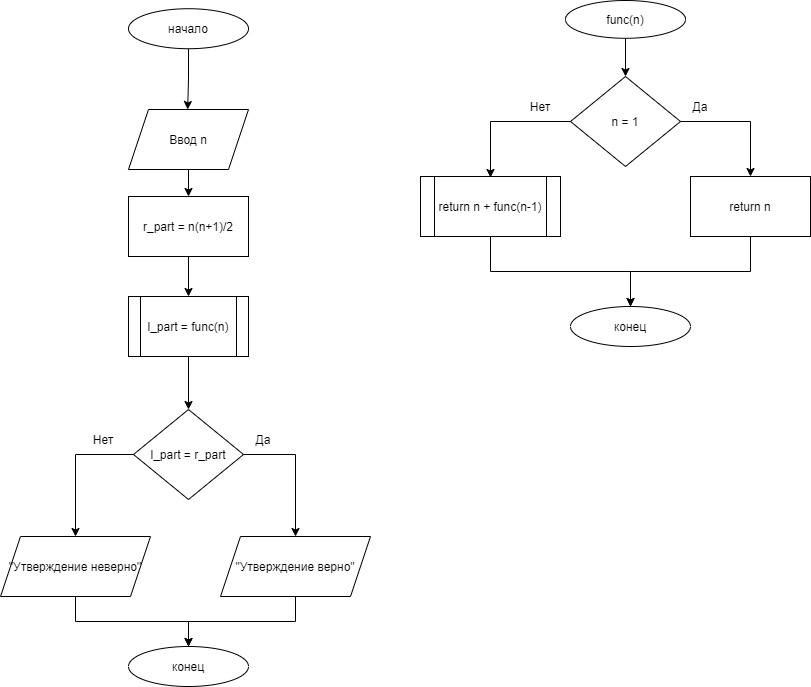 начало
Ввод n
r_part = n(n+1)/2
l_part = func(n)
Нет
Да
l_part = r_part
"Утверждение неверно"
"Утверждение верно"
конец
func(n)
Нет
Да
n = 1
return n + func(n-1)
return n
конец